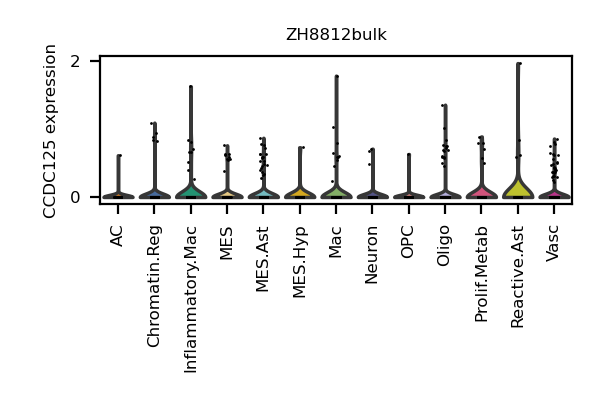 ZH8812bulk
CCDC125 expression
2
0
AC
Chromatin.Reg
Inflammatory.Mac
MES
MES.Ast
MES.Hyp
Mac
Neuron
OPC
Oligo
Prolif.Metab
Reactive.Ast
Vasc